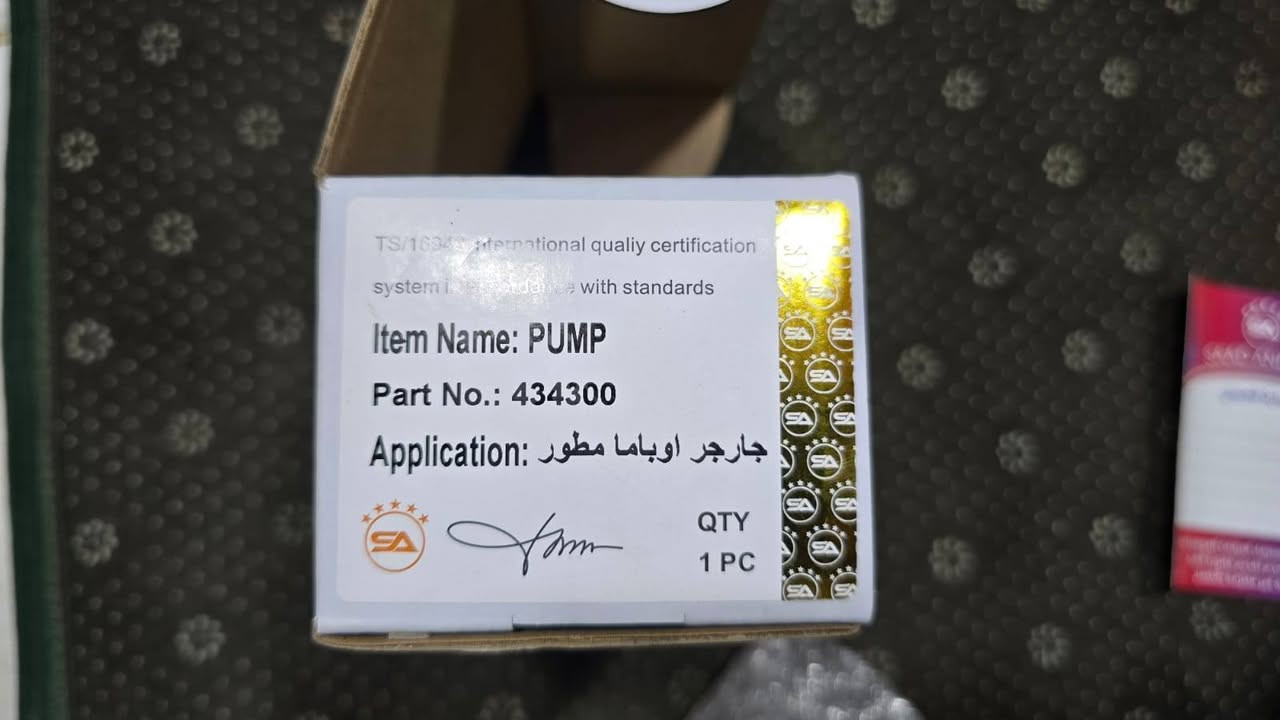 TS/16949 international qualiy certification
system in accordance with standards
Item Name: PUMP
Part No.: 434300
Application: جارجر اوباما مطور
SA
QTY
1 PC